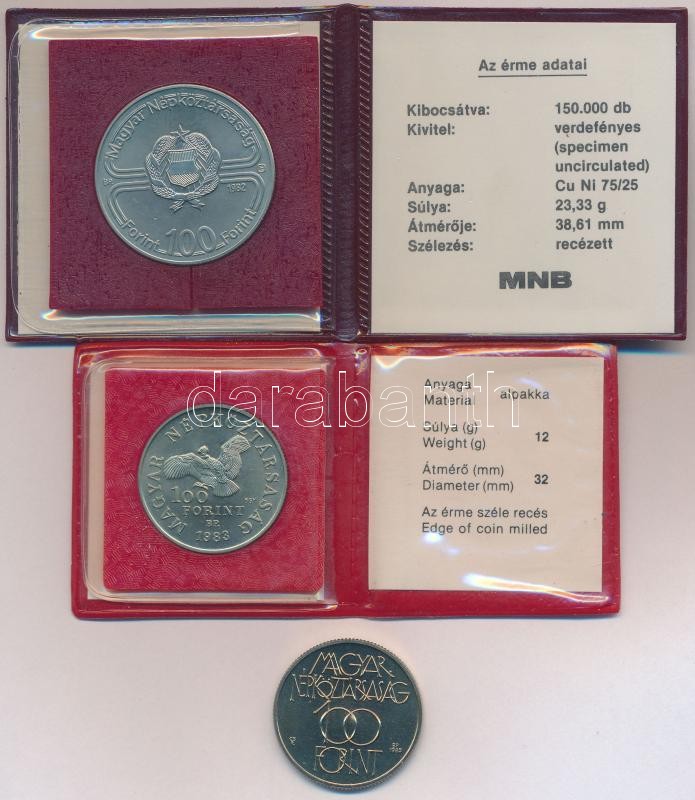 Magyar Népköztársaság
BP.
1982
Forint 100 Forint
Az érme adatai
Kibocsátva: 150.000 db
Kivitel: verdefényes
(specimen
uncirculated)
Anyaga: Cu Ni 75/25
Súlya: 23,33 g
Átmérője: 38,61 mm
Szélezés: recézett
MNB
darabanth
MAGYAR NÉPKÖZTÁRSASÁG
100
FORINT
BP.
1983
Anyaga
Material alpakka
Súlya (g)
Weight (g) 12
Átmérő (mm)
Diameter (mm) 32
Az érme széle recés
Edge of coin milled
MAGYAR
NÉPKÖZTÁRSASÁG
100
BP.
1985
FORINT